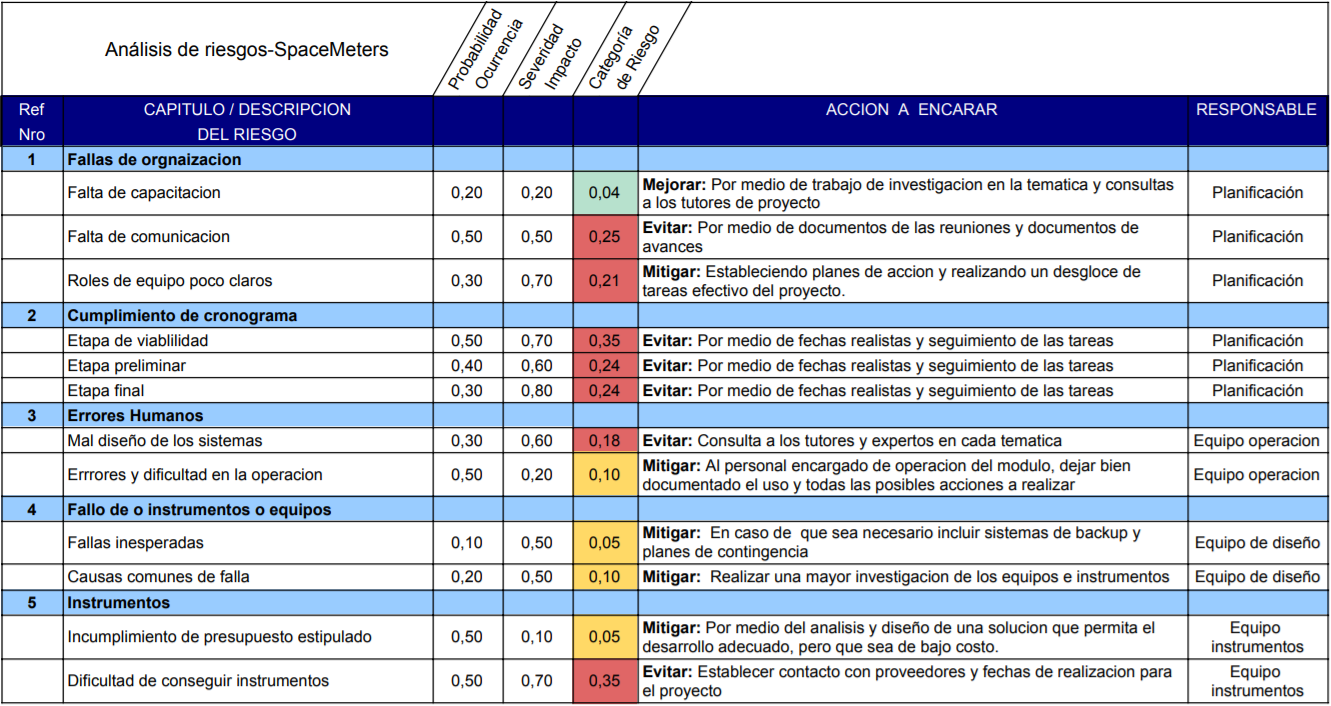 Análisis de riesgos-SpaceMeters
Probabilidad
Ocurrencia
Severidad
Impacto
Categoría
de Riesgo
Ref
Nro
CAPITULO / DESCRIPCION
DEL RIESGO
ACCION A ENCARAR
RESPONSABLE
1 Fallas de orgnaizacion
Falta de capacitacion 0,20 0,20 0,04 Mejorar: Por medio de trabajo de investigacion en la tematica y consultas
a los tutores de proyecto
Planificación
Falta de comunicacion 0,50 0,50 0,25 Evitar: Por medio de documentos de las reuniones y documentos de
avances
Planificación
Roles de equipo poco claros 0,30 0,70 0,21 Mitigar: Estableciendo planes de accion y realizando un desgloce de
tareas efectivo del proyecto.
Planificación
2 Cumplimiento de cronograma
Etapa de viablilidad 0,50 0,70 0,35 Evitar: Por medio de fechas realistas y seguimiento de las tareas Planificación
Etapa preliminar 0,40 0,60 0,24 Evitar: Por medio de fechas realistas y seguimiento de las tareas Planificación
Etapa final 0,30 0,80 0,24 Evitar: Por medio de fechas realistas y seguimiento de las tareas Planificación
3 Errores Humanos
Mal diseño de los sistemas 0,30 0,60 0,18 Evitar: Consulta a los tutores y expertos en cada tematica Equipo operacion
Errrores y dificultad en la operacion 0,50 0,20 0,10 Mitigar: Al personal encargado de operacion del modulo, dejar bien
documentado el uso y todas las posibles acciones a realizar
Equipo operacion
4 Fallo de o instrumentos o equipos
Fallas inesperadas 0,10 0,50 0,05 Mitigar: En caso de que sea necesario incluir sistemas de backup y
planes de contingencia
Equipo de diseño
Causas comunes de falla 0,20 0,50 0,10 Mitigar: Realizar una mayor investigacion de los equipos e instrumentos Equipo de diseño
5 Instrumentos
Incumplimiento de presupuesto estipulado 0,50 0,10 0,05 Mitigar: Por medio del analisis y diseño de una solucion que permita el
desarrollo adecuado, pero que sea de bajo costo.
Equipo
instrumentos
Dificultad de conseguir instrumentos 0,50 0,70 0,35 Evitar: Establecer contacto con proveedores y fechas de realizacion para
el proyecto
Equipo
instrumentos